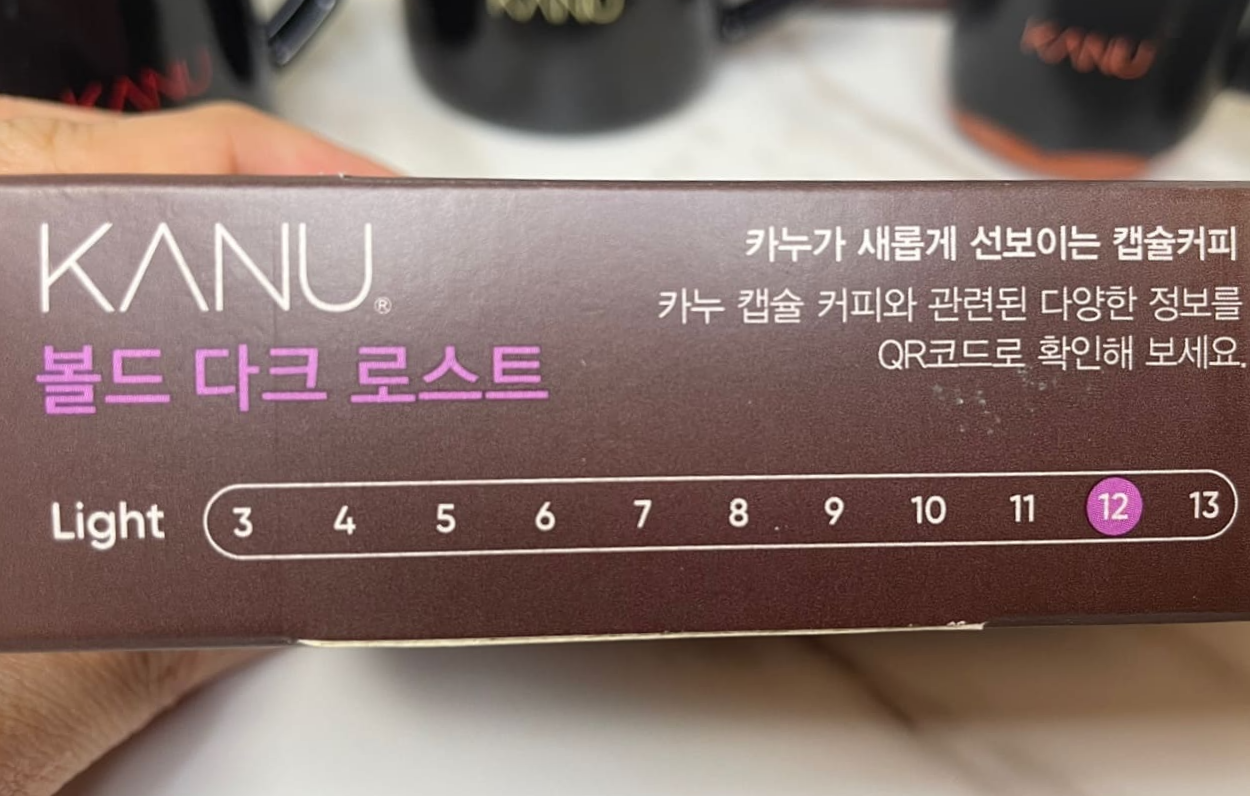 KANU
KANU
KANU
KANU®
볼드 다크 로스트
카누가 새롭게 선보이는 캡슐커피
카누 캡슐 커피와 관련된 다양한 정보를
QR코드로 확인해 보세요.
Light 3 4 5 6 7 8 9 10 11 12 13